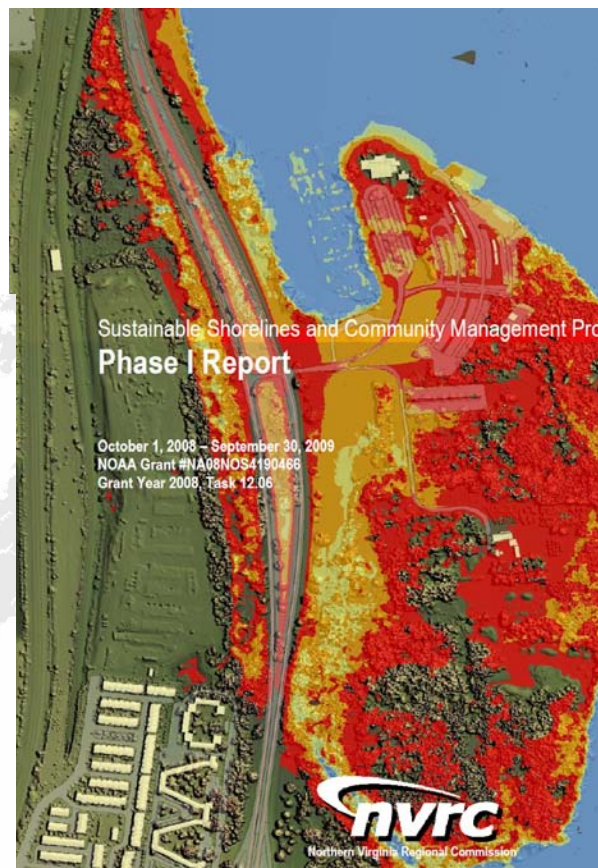 Sustainable Shorelines and Community Management Pro
Phase I Report
October 1, 2008 – September 30, 2009
NOAA Grant #NA08NOS4190466
Grant Year 2008, Task 12.06
nvrc
Northern Virginia Regional Commission